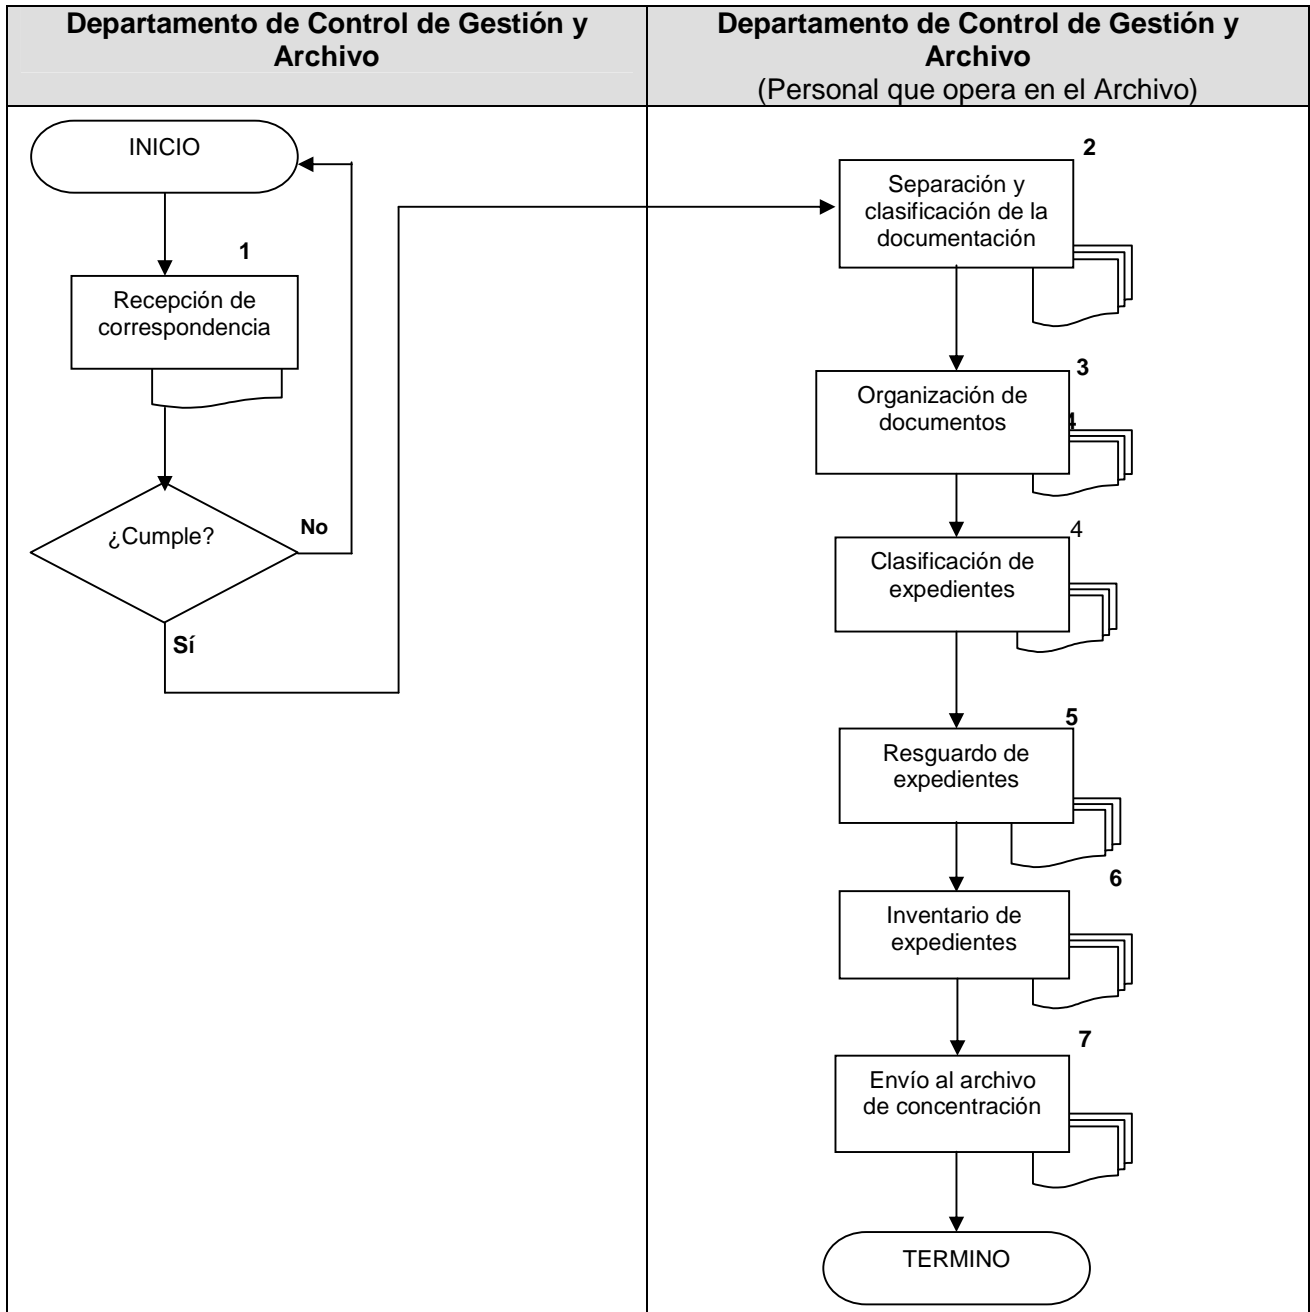 Departamento de Control de Gestión y
Archivo
Departamento de Control de Gestión y
Archivo
(Personal que opera en el Archivo)
INICIO
1
Recepción de
correspondencia
¿Cumple?
No
Sí
2
Separación y
clasificación de la
documentación
3
Organización de
documentos
4
4
Clasificación de
expedientes
5
Resguardo de
expedientes
6
Inventario de
expedientes
7
Envío al archivo
de concentración
TERMINO